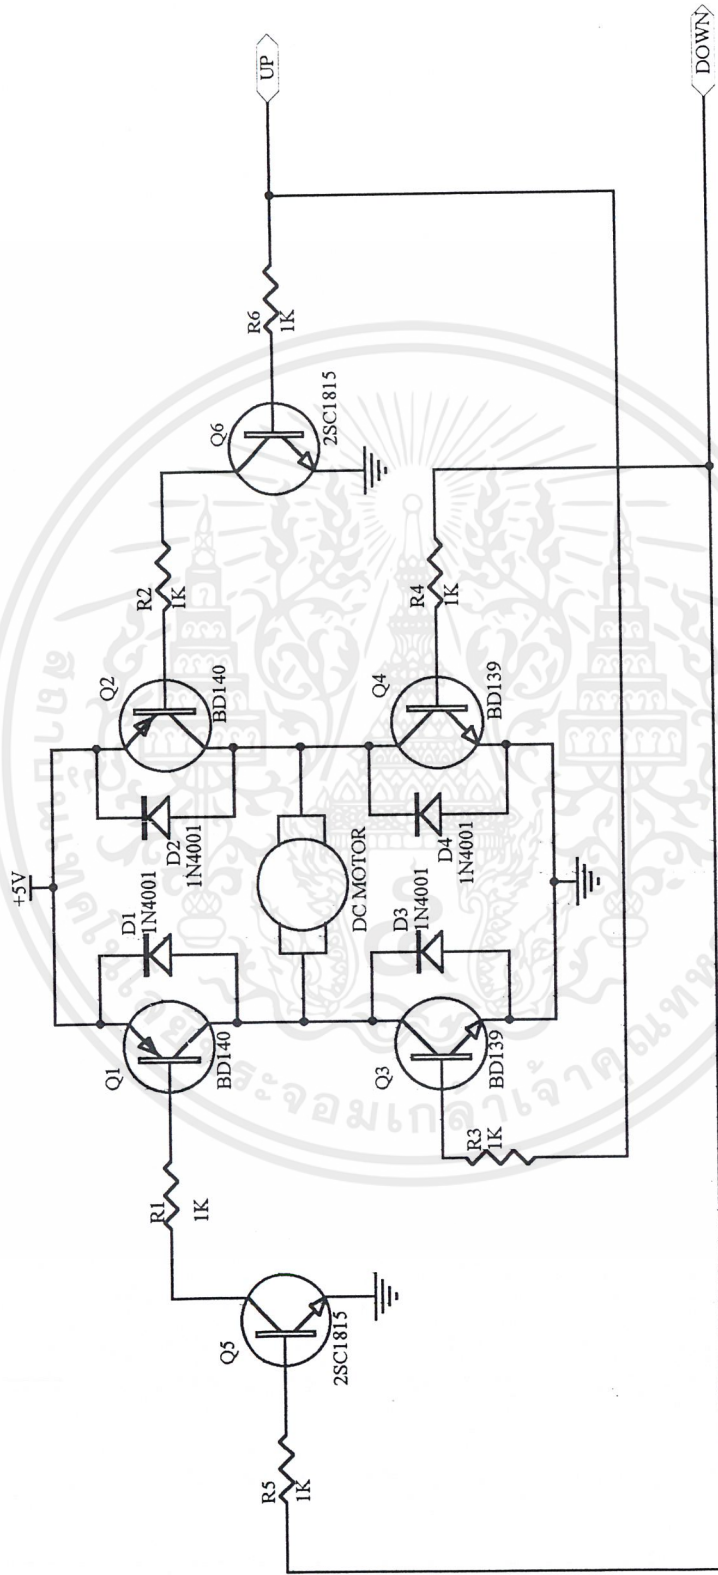 +5V
Q1
BD140
D1
1N4001
D2
1N4001
Q2
BD140
R1
1K
R2
1K
Q6
2SC1815
R6
1K
UP
Q5
2SC1815
R5
1K
DC MOTOR
Q3
BD139
D3
1N4001
D4
1N4001
Q4
BD139
R3
1K
R4
1K
DOWN